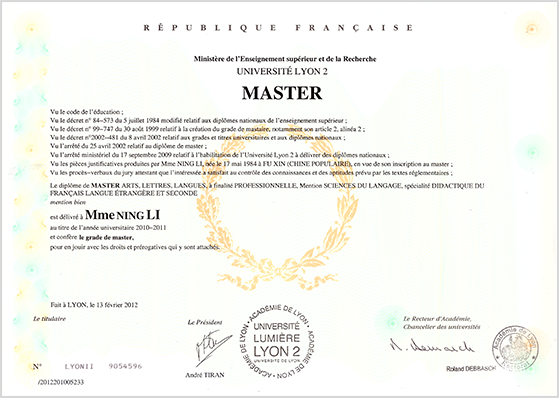 RÉPUBLIQUE FRANÇAISE
Ministère de l'Enseignement supérieur et de la Recherche
UNIVERSITÉ LYON 2
MASTER
Vu le code de l'éducation ;
Vu le décret n° 84–573 du 5 juillet 1984 modifié relatif aux diplômes nationaux de l'enseignement supérieur ;
Vu le décret n° 99–747 du 30 août 1999 relatif à la création du grade de mastaire, notamment son article 2, alinéa 2 ;
Vu le décret n°2002–481 du 8 avril 2002 relatif aux grades et titres universitaires et aux diplômes nationaux ;
Vu l'arrêté du 25 avril 2002 relatif au diplôme de master ;
Vu l'arrêté ministériel du 17 septembre 2009 relatif à l'habilitation de l'Université Lyon 2 à délivrer des diplômes nationaux ;
Vu les pièces justificatives produites par Mme NING LI, née le 17 mai 1984 à FU XIN (CHINE POPULAIRE), en vue de son inscription au master ;
Vu les procès–verbaux du jury attestant que l'intéressée a satisfait au contrôle des connaissances et des aptitudes prévu par les textes réglementaires ;
Le diplôme de MASTER ARTS, LETTRES, LANGUES, à finalité PROFESSIONNELLE, Mention SCIENCES DU LANGAGE, spécialité DIDACTIQUE DU
FRANÇAIS LANGUE ÉTRANGÈRE ET SECONDE
mention bien
est délivré à Mme NING LI
au titre de l'année universitaire 2010–2011
et confère le grade de master,
pour en jouir avec les droits et prérogatives qui y sont attachés.
Fait à LYON, le 13 février 2012
Le titulaire
Le Président
Le Recteur d'Académie,
Chancelier des universités
ACADÉMIE DE LYON
UNIVERSITÉ
LUMIÈRE
LYON 2
UNIVERSITÉ DE LYON
ACADÉMIE DE LYON
Académie de Lyon
N° LYONII 9054596
André TIRAN
Roland DEBBASCH
/2012201005233